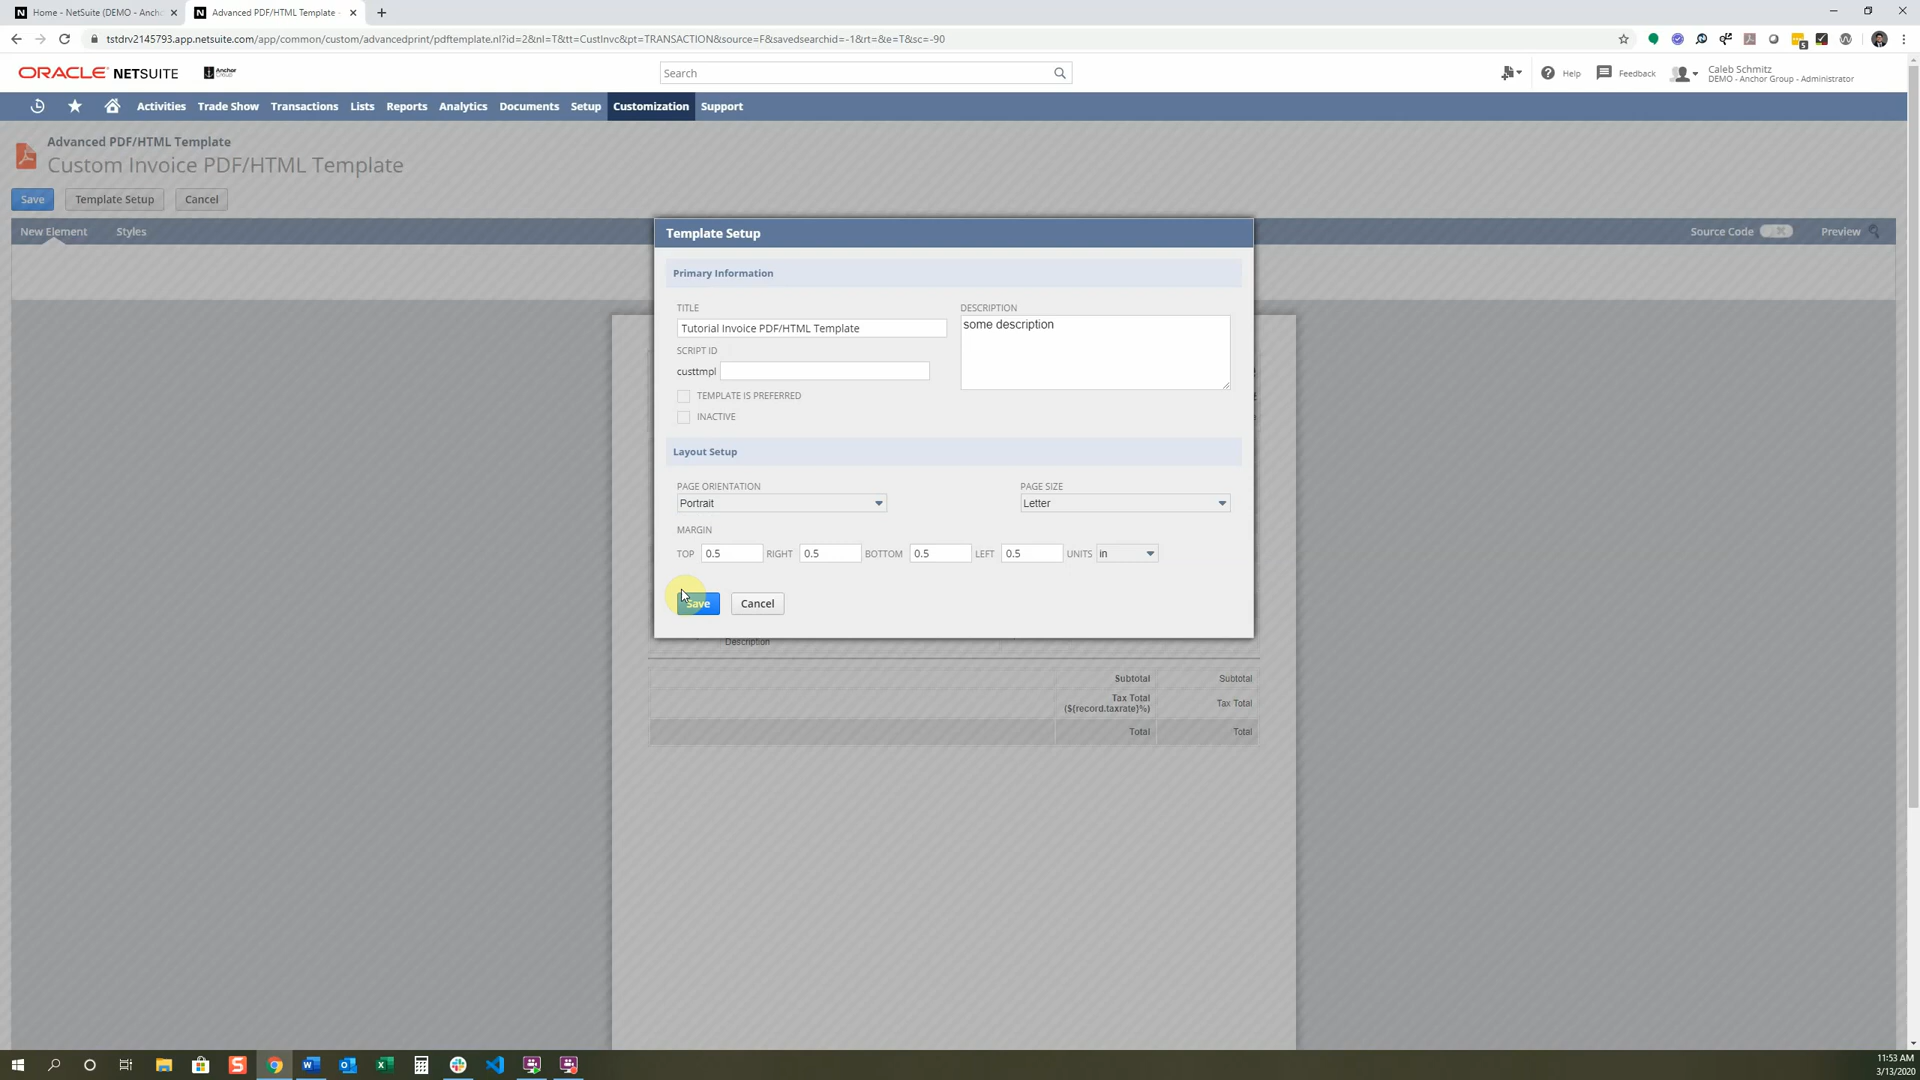 Home - NetSuite (DEMO - Ancho
Advanced PDF/HTML Template -
tstdrv2145793.app.netsuite.com/app/common/custom/advancedprint/pdftemplate.nl?id=2&nl=T&tt=CustInvc&pt=TRANSACTION&source=F&savedsearchid=-1&rt=&e=T&sc=-90
ORACLE NETSUITE
Anchor
Search
Help
Feedback
Caleb Schmitz
DEMO - Anchor Group - Administrator
Activities Trade Show Transactions Lists Reports Analytics Documents Setup Customization Support
Advanced PDF/HTML Template
Custom Invoice PDF/HTML Template
Save Template Setup Cancel
New Element Styles Source Code Preview
Template Setup
Primary Information
TITLE
Tutorial Invoice PDF/HTML Template
DESCRIPTION
some description
SCRIPT ID
custtmpl
TEMPLATE IS PREFERRED
INACTIVE
Layout Setup
PAGE ORIENTATION
Portrait
PAGE SIZE
Letter
MARGIN
TOP 0.5 RIGHT 0.5 BOTTOM 0.5 LEFT 0.5 UNITS in
Save Cancel
Description
Subtotal Subtotal
Tax Total
(${record.taxrate}%) Tax Total
Total Total
11:53 AM
3/13/2020